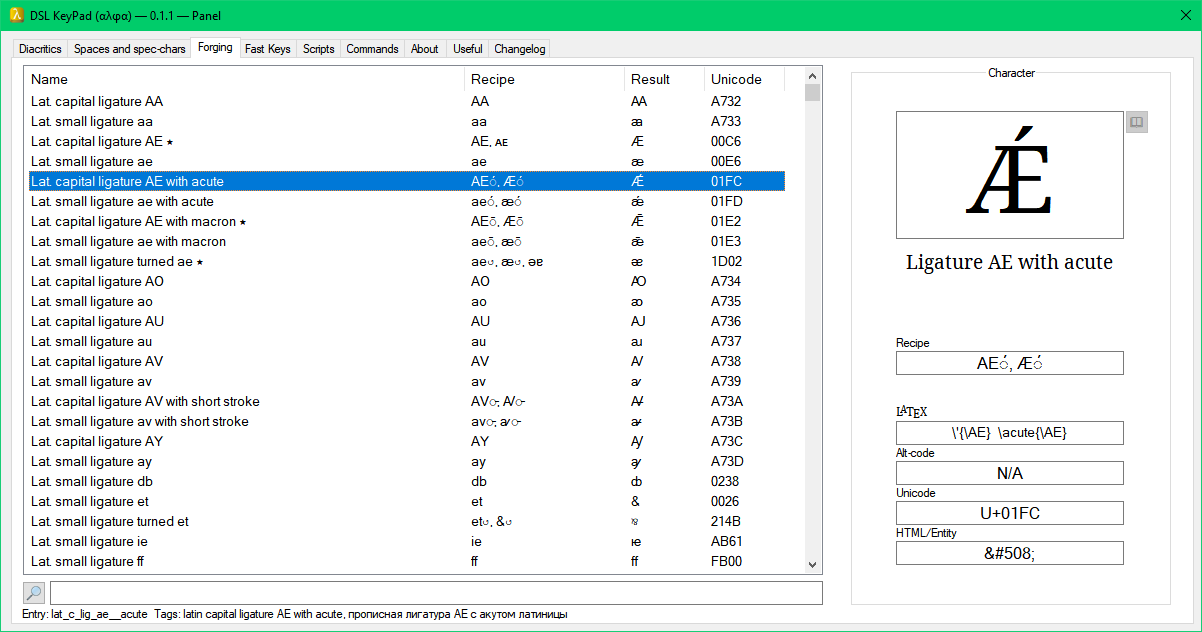 DSL KeyPad (αλφα) — 0.1.1 — Panel
Diacritics Spaces and spec-chars Forging Fast Keys Scripts Commands About Useful Changelog
Name Recipe Result Unicode
Lat. capital ligature AA AA Ꜳ A732
Lat. small ligature aa aa ꜳ A733
Lat. capital ligature AE ★ AE, ᴀᴇ Æ 00C6
Lat. small ligature ae ae æ 00E6
Lat. capital ligature AE with acute AE◌́, Æ◌́ Ǽ 01FC
Lat. small ligature ae with acute ae◌́, æ◌́ ǽ 01FD
Lat. capital ligature AE with macron ★ AE◌̄, Æ◌̄ Ǣ 01E2
Lat. small ligature ae with macron ae◌̄, æ◌̄ ǣ 01E3
Lat. small ligature turned ae ★ ae↺, æ↺, ɐɘ ᴂ 1D02
Lat. capital ligature AO AO Ꜵ A734
Lat. small ligature ao ao ꜵ A735
Lat. capital ligature AU AU Ꜷ A736
Lat. small ligature au au ꜷ A737
Lat. capital ligature AV AV Ꜹ A738
Lat. small ligature av av ꜹ A739
Lat. capital ligature AV with short stroke AV◌̵, Ꜹ◌̵ Ꜻ A73A
Lat. small ligature av with short stroke av◌̵, ꜹ◌̵ ꜻ A73B
Lat. capital ligature AY AY Ꜽ A73C
Lat. small ligature ay ay ꜽ A73D
Lat. small ligature db db ȸ 0238
Lat. small ligature et et & 0026
Lat. small ligature turned et et↺, &↺ ⅋ 214B
Lat. small ligature ie ie ꭡ AB61
Lat. small ligature ff ff ff FB00
Entry: lat_c_lig_ae__acute Tags: latin capital ligature AE with acute, прописная лигатура AE с акутом латиницы
Character
Ǽ
Ligature AE with acute
Recipe
AE◌́, Æ◌́
LATEX
\'{\AE} \acute{\AE}
Alt-code
N/A
Unicode
U+01FC
HTML/Entity
&#508;